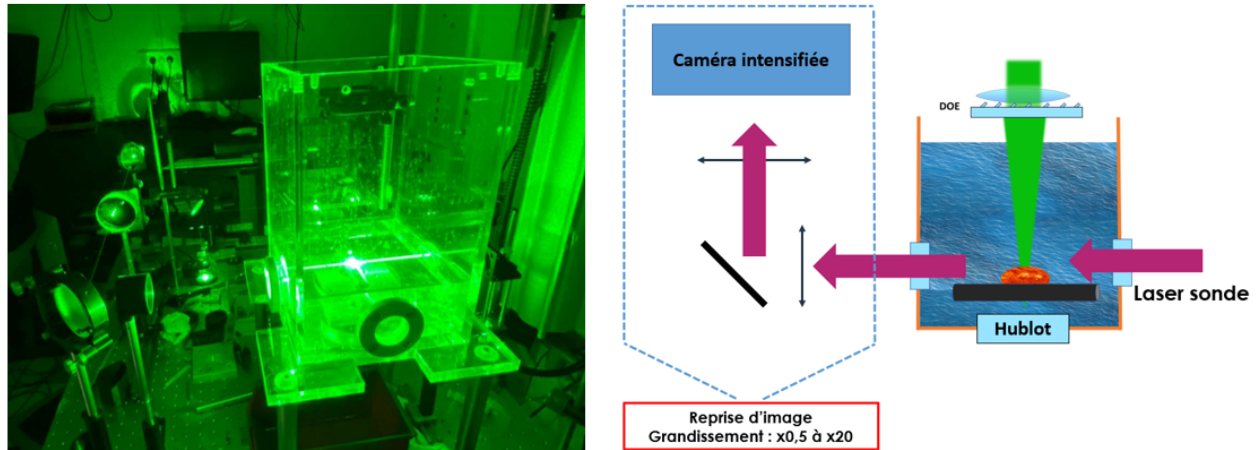 Caméra intensifiée
DOE
Laser sonde
Hublot
Reprise d'image
Grandissement : x0,5 à x20